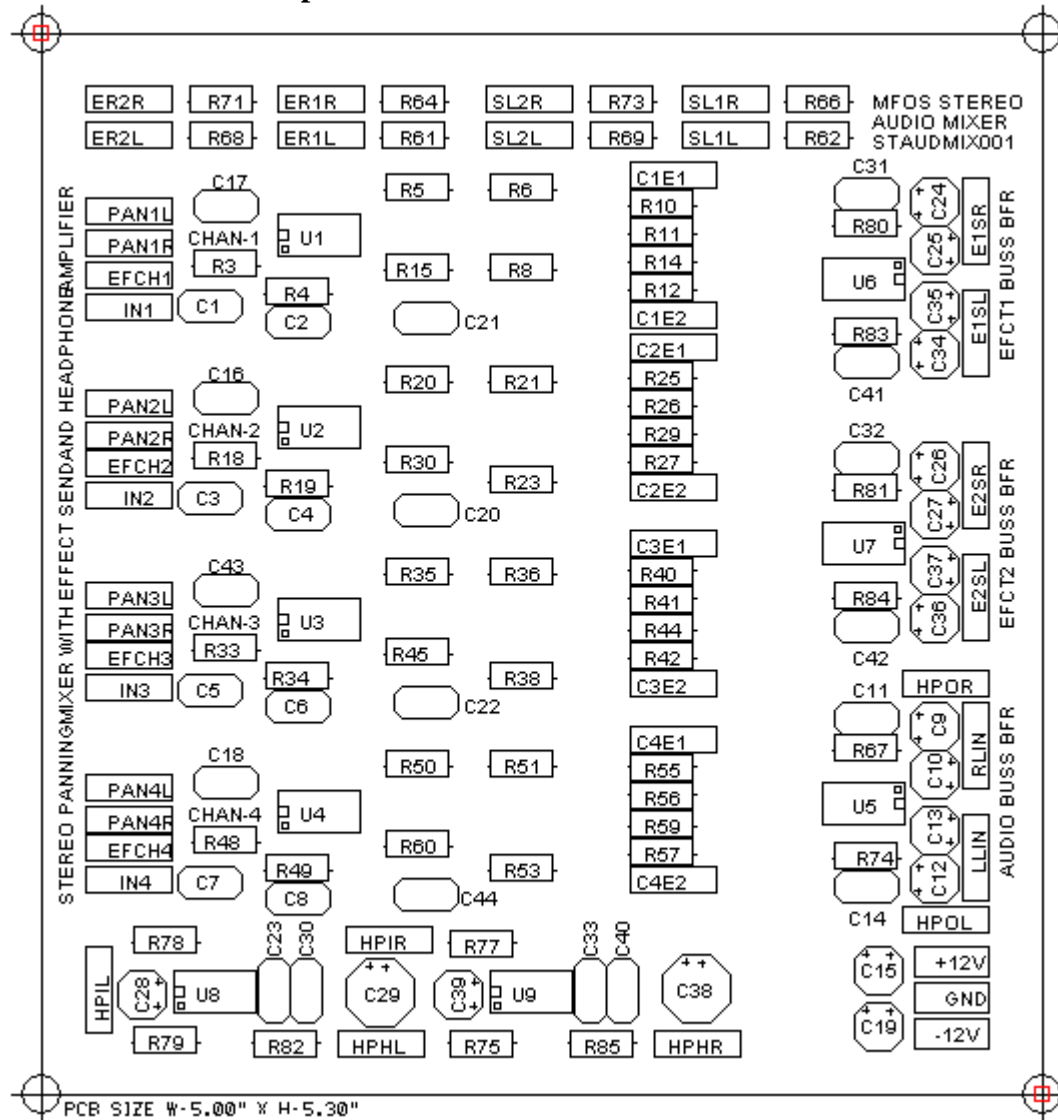 ER2R R71 ER1R R64 SL2R R73 SL1R R66 MFOS STEREO
ER2L R68 ER1L R61 SL2L R69 SL1L R62 AUDIO MIXER
STAUDMIX001
STEREO PANNINGMIXER WITH EFFECT SENDAND HEADPHONEAMPLIFIER
C17 R5 R6 C1E1 C31
PAN1L U1 R10 R80 C24 E1SR
PAN1R CHAN-1 R11 C25
EFCH1 R3 R15 R8 R14 U6 EFCT1 BUSS BFR
IN1 C1 R4 R12 C35 E1SL
C2 C21 C1E2 R83 C34
C2E1
C16 R20 R21 R25 C41
PAN2L U2 R26 C32
PAN2R CHAN-2 R29 C26 E2SR
EFCH2 R18 R30 R27 R81
IN2 C3 R19 R23 C2E2 C27
C4 C20 U7 EFCT2 BUSS BFR
C3E1
C43 R35 R36 R40 C37 E2SL
PAN3L U3 R41 R84 C36
PAN3R CHAN-3 R44
EFCH3 R33 R45 R42 C42
IN3 C5 R34 R38 C3E2 C11 HPOR
C6 C22 C9 RLIN
C4E1 R67
C18 R50 R51 R55 C10
PAN4L U4 R56 U5 AUDIO BUSS BFR
PAN4R CHAN-4 R59 C13 LLIN
EFCH4 R48 R60 R57 R74
IN4 C7 R49 R53 C4E2 C12
C8 C44 C14 HPOL
R78 C23 C30 HPIR R77 C33 C40
HPIL C28 U8 C29 C39 U9 C38 C15 +12V
GND
R79 R82 HPHL R75 R85 HPHR C19 -12V
PCB SIZE W-5.00" X H-5.30"